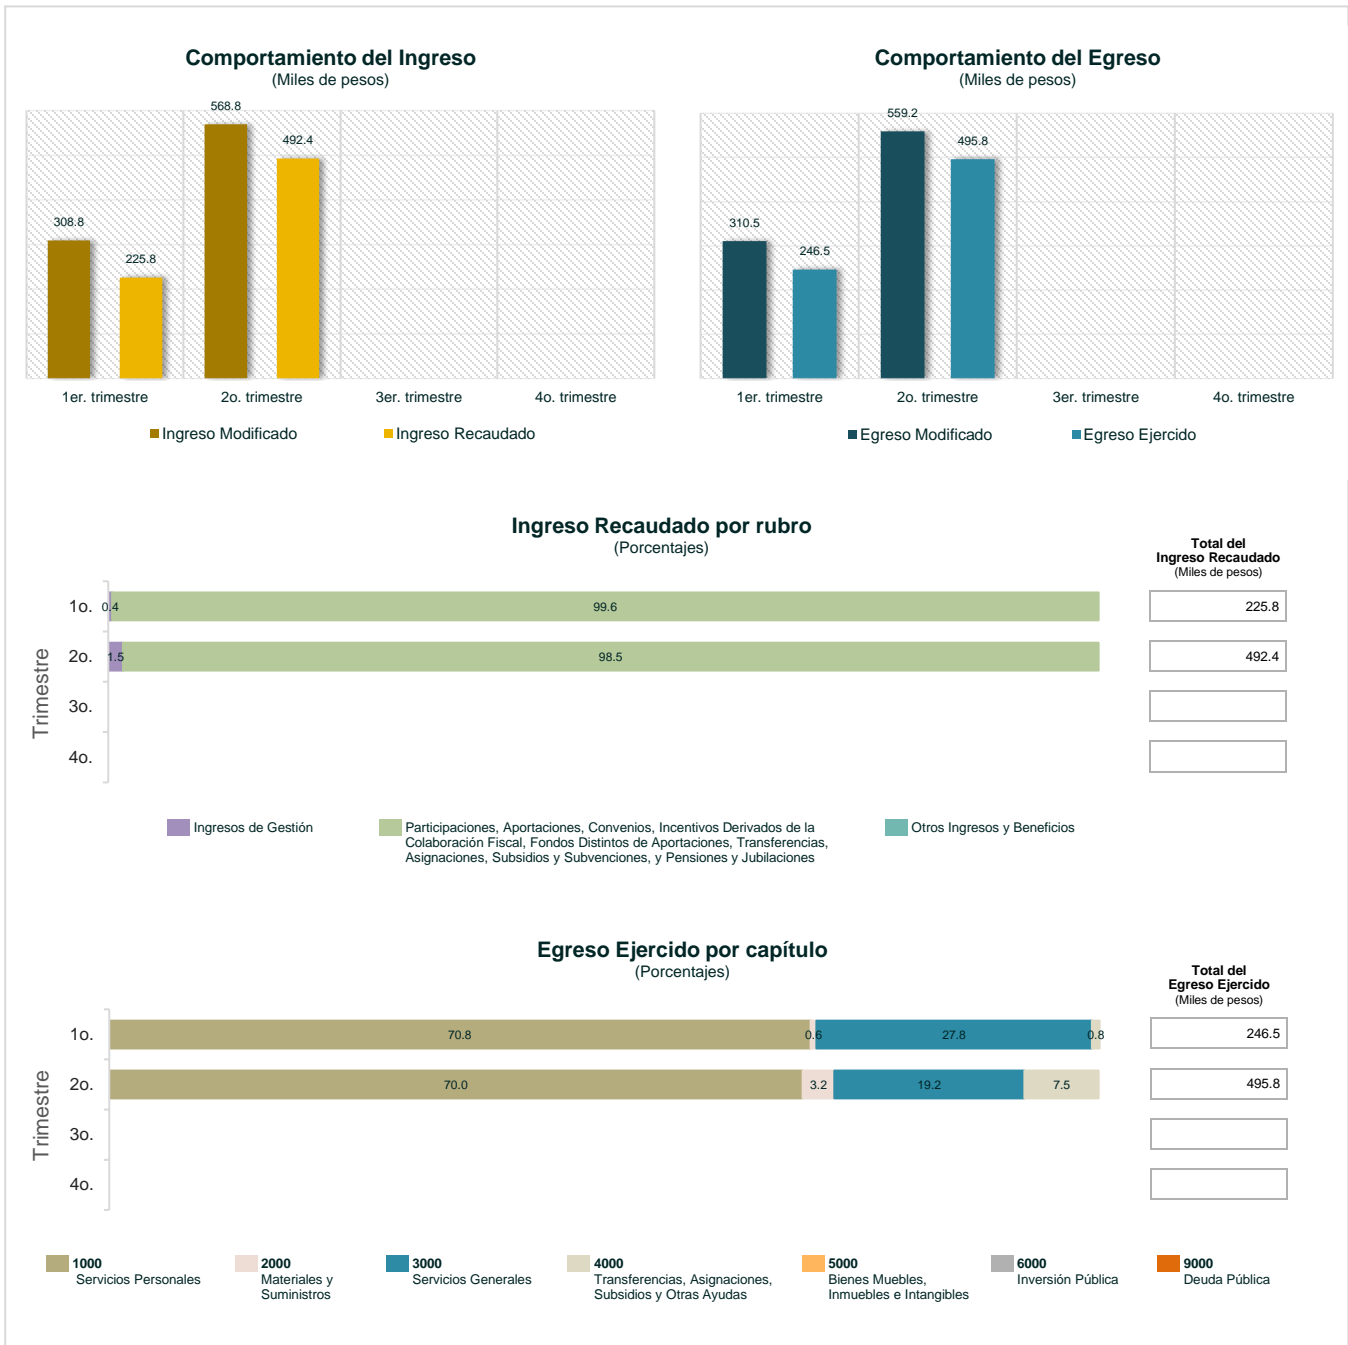 Comportamiento del Ingreso
(Miles de pesos)
568.8
492.4
308.8
225.8
1er. trimestre
2o. trimestre
3er. trimestre
4o. trimestre
Ingreso Modificado
Ingreso Recaudado
Comportamiento del Egreso
(Miles de pesos)
559.2
495.8
310.5
246.5
1er. trimestre
2o. trimestre
3er. trimestre
4o. trimestre
Egreso Modificado
Egreso Ejercido
Ingreso Recaudado por rubro
(Porcentajes)
Total del
Ingreso Recaudado
(Miles de pesos)
Trimestre
1o.
0.4
99.6
225.8
2o.
1.5
98.5
492.4
3o.
4o.
Ingresos de Gestión
Participaciones, Aportaciones, Convenios, Incentivos Derivados de la
Colaboración Fiscal, Fondos Distintos de Aportaciones, Transferencias,
Asignaciones, Subsidios y Subvenciones, y Pensiones y Jubilaciones
Otros Ingresos y Beneficios
Egreso Ejercido por capítulo
(Porcentajes)
Total del
Egreso Ejercido
(Miles de pesos)
Trimestre
1o.
70.8
0.6
27.8
0.8
246.5
2o.
70.0
3.2
19.2
7.5
495.8
3o.
4o.
1000
Servicios Personales
2000
Materiales y
Suministros
3000
Servicios Generales
4000
Transferencias, Asignaciones,
Subsidios y Otras Ayudas
5000
Bienes Muebles,
Inmuebles e Intangibles
6000
Inversión Pública
9000
Deuda Pública